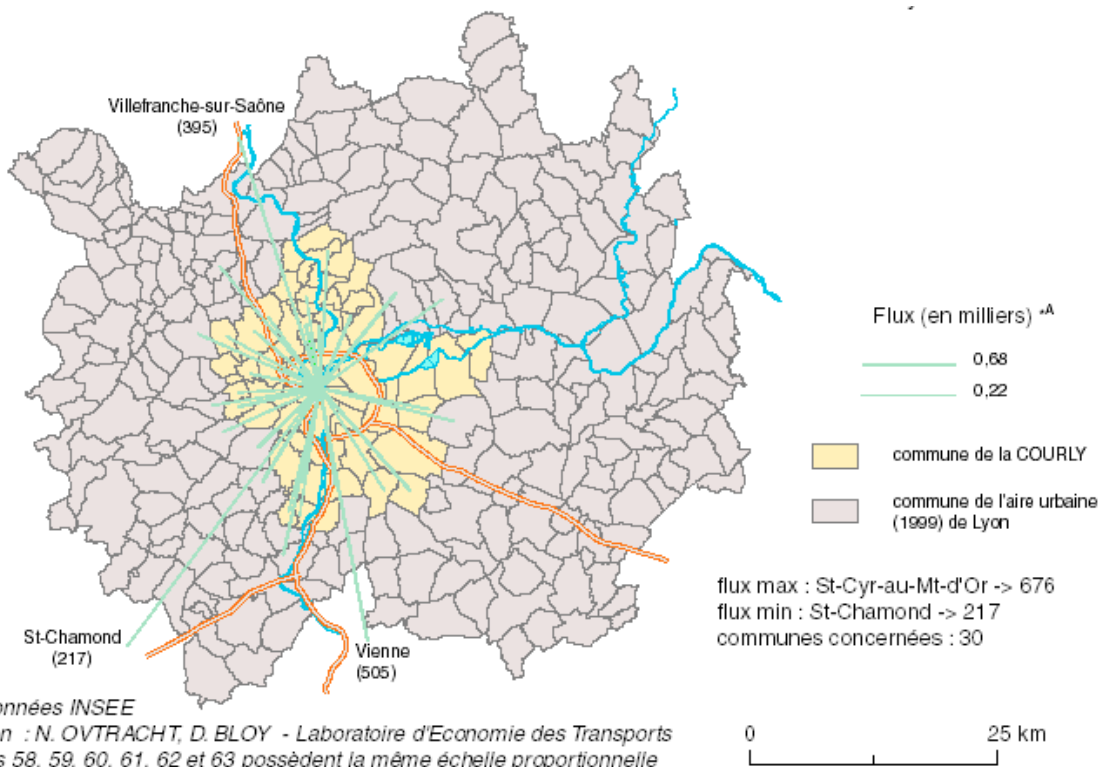 Villefranche-sur-Saône
(395)
Flux (en milliers) *A
0,68
0,22
commune de la COURLY
commune de l'aire urbaine
(1999) de Lyon
flux max : St-Cyr-au-Mt-d'Or -> 676
flux min : St-Chamond -> 217
communes concernées : 30
St-Chamond
(217)
Vienne
(505)
onnées INSEE
on : N. OVTRACHT, D. BLOY - Laboratoire d'Economie des Transports
s 58, 59, 60, 61, 62 et 63 possèdent la même échelle proportionnelle
0 25 km